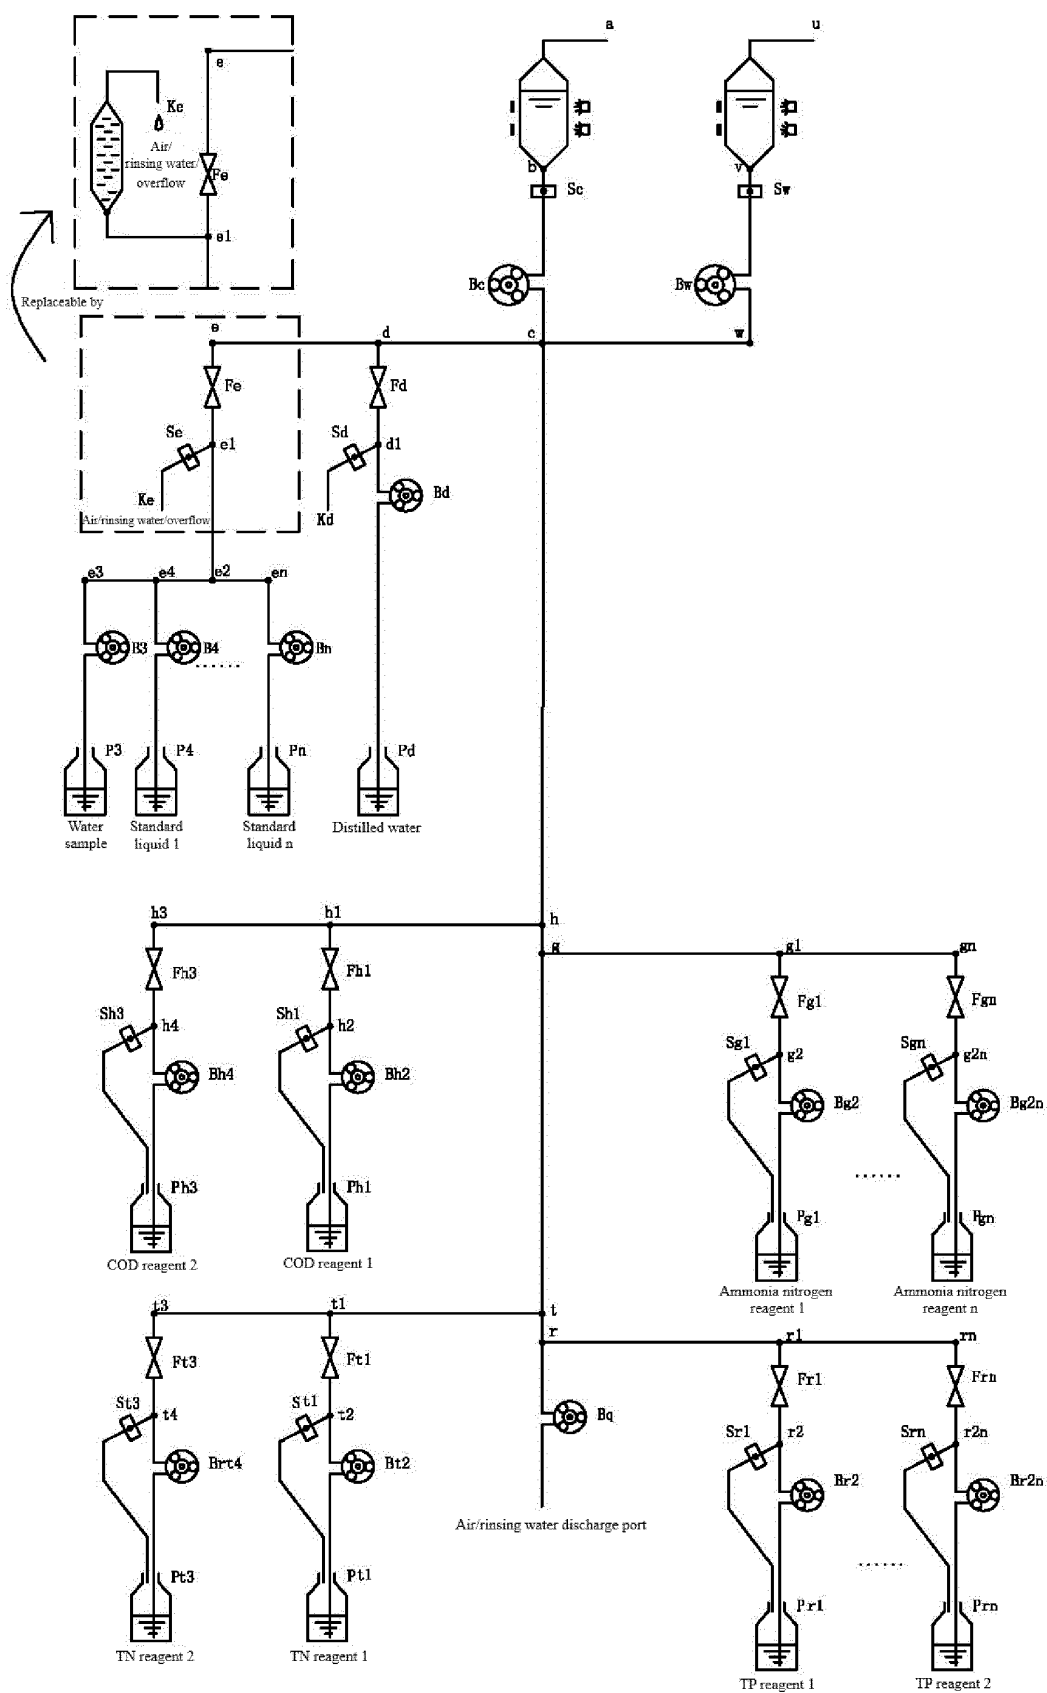 a
u
e
Ke
Air/
rinsing water/
overflow
Fe
e1
b
Sc
v
Sw
Bc
Bw
Replaceable by
e
d
c
w
Fe
Fd
Se
e1
Sd
d1
Ke
Kd
Bd
Air/rinsing water/overflow
e3
e4
e2
en
B3
B4
......
Bn
P3
P4
Pn
Pd
Water
sample
Standard
liquid 1
Standard
liquid n
Distilled water
h3
h1
h
g
g1
gn
Fh3
Fh1
Fg1
Fgn
Sh3
h4
Sh1
h2
Sg1
g2
Sgn
g2n
Bh4
Bh2
Bg2
Bg2n
......
Ph3
Ph1
Pg1
Pgn
COD reagent 2
COD reagent 1
Ammonia nitrogen
reagent 1
Ammonia nitrogen
reagent n
t3
t1
t
r
r1
rn
Ft3
Ft1
Fr1
Frn
St3
t4
St1
t2
Bq
Sr1
r2
Srn
r2n
Brt4
Bt2
Br2
Br2n
Air/rinsing water discharge port
......
Pt3
Pt1
Pr1
Prn
TN reagent 2
TN reagent 1
TP reagent 1
TP reagent 2